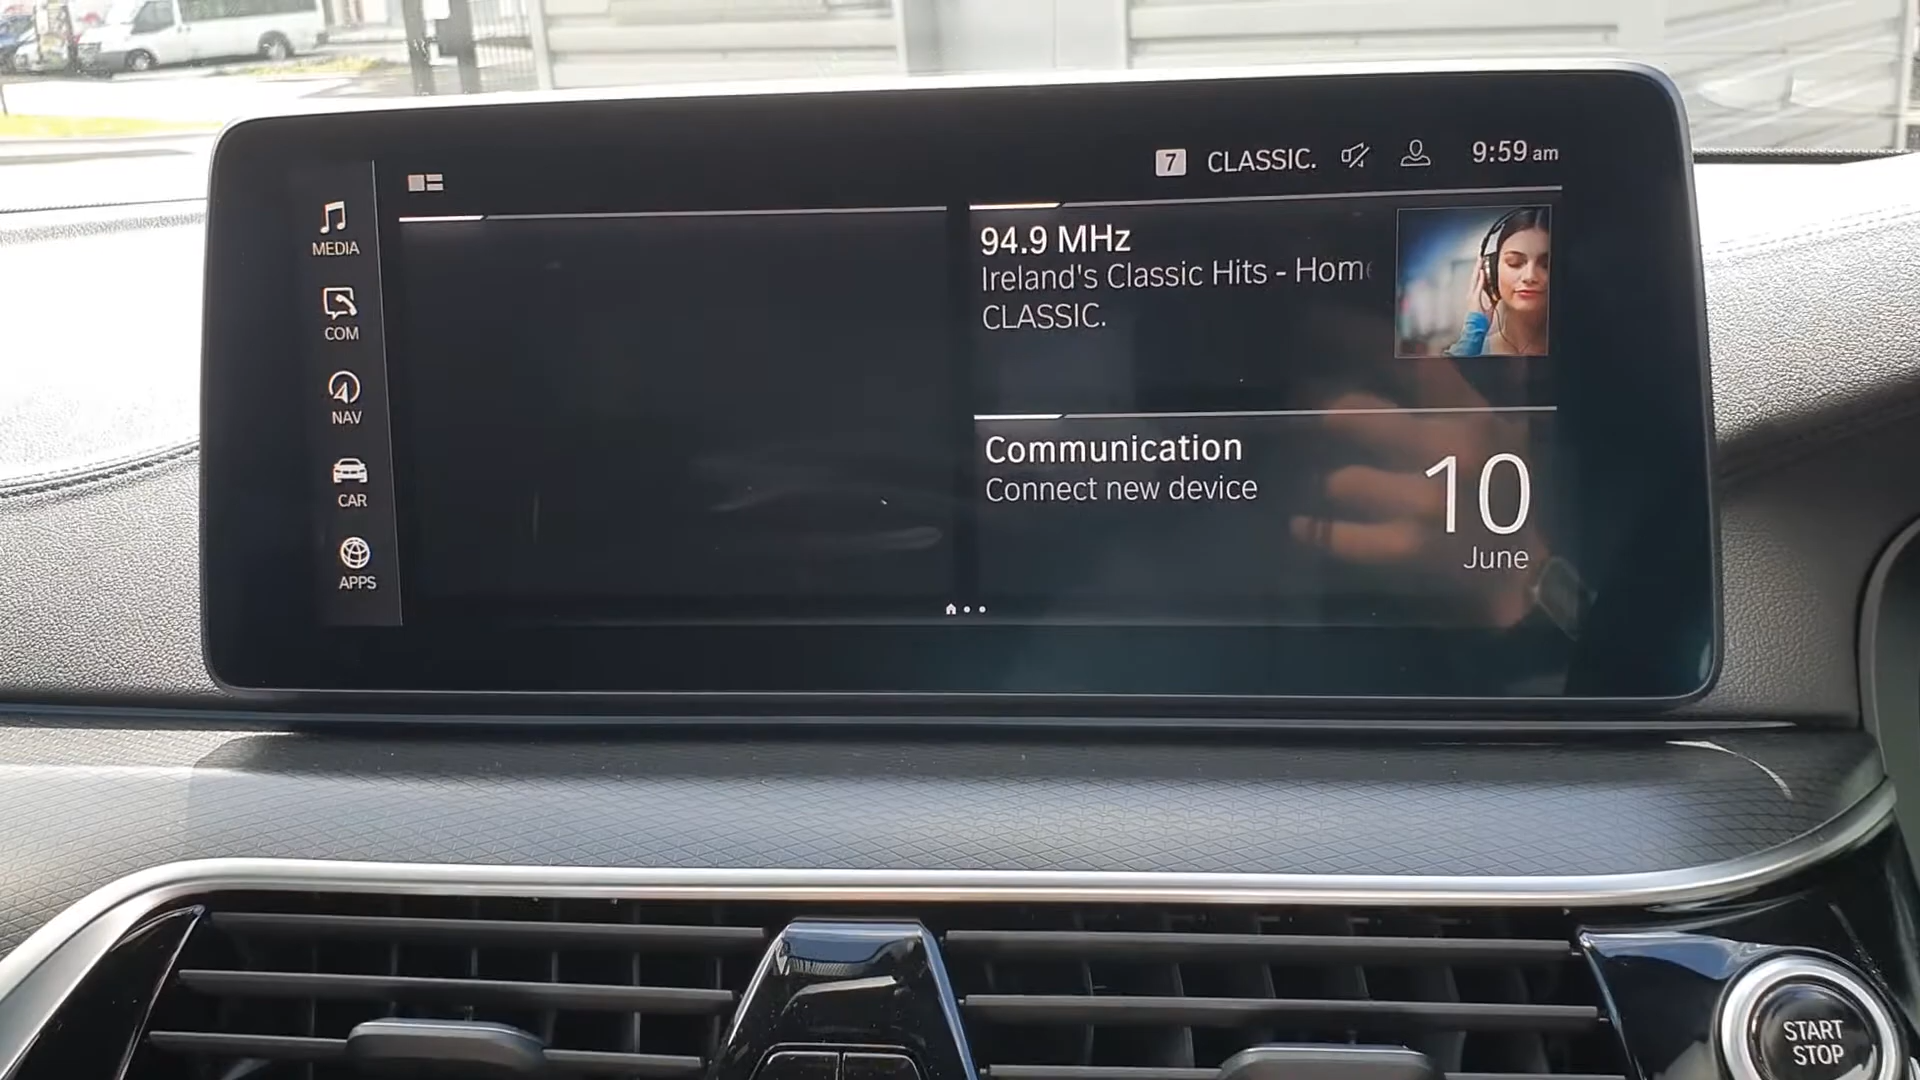 7 CLASSIC. 9:59 am
MEDIA
COM
NAV
CAR
APPS
94.9 MHz
Ireland's Classic Hits - Hom
CLASSIC.
Communication
Connect new device
10
June
START
STOP